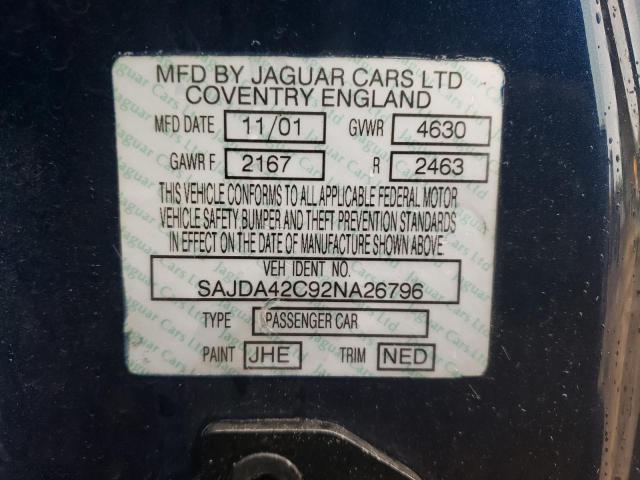 MFD BY JAGUAR CARS LTD
COVENTRY ENGLAND
MFD DATE 11/01 GVWR 4630
GAWR F 2167 R 2463
THIS VEHICLE CONFORMS TO ALL APPLICABLE FEDERAL MOTOR
VEHICLE SAFETY BUMPER AND THEFT PREVENTION STANDARDS
IN EFFECT ON THE DATE OF MANUFACTURE SHOWN ABOVE
VEH IDENT NO.
SAJDA42C92NA26796
TYPE PASSENGER CAR
PAINT JHE TRIM NED